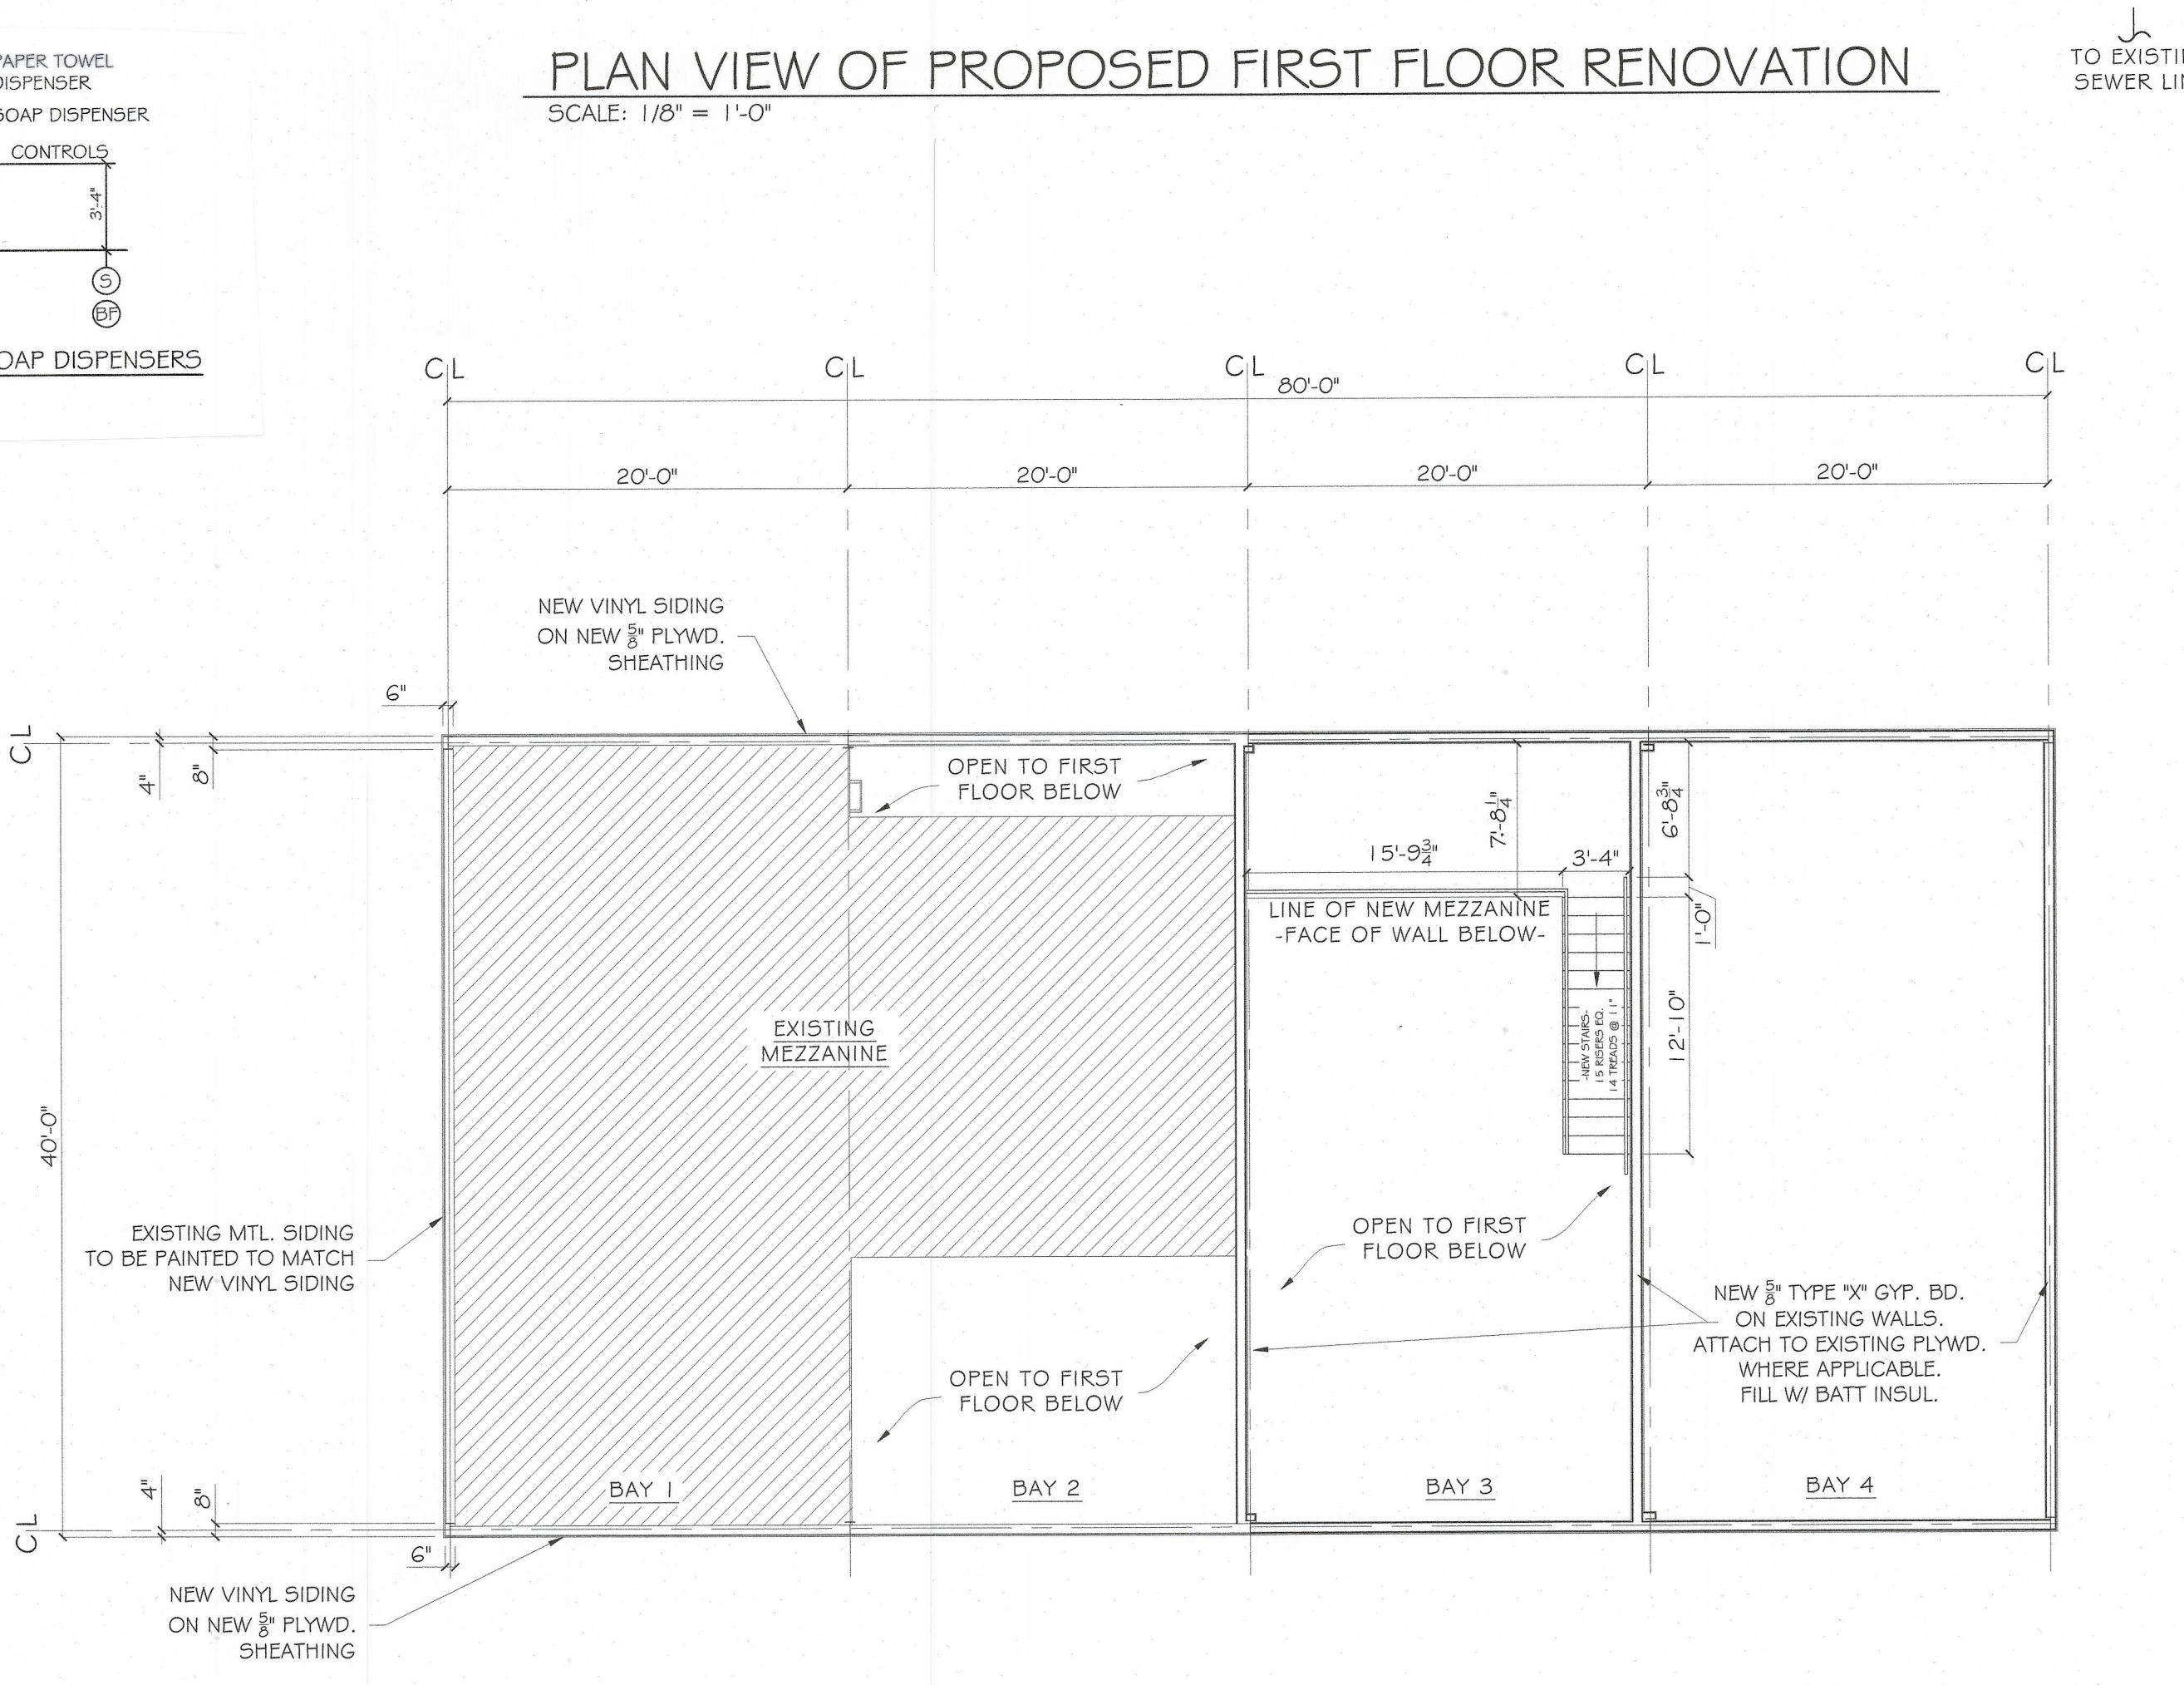 PAPER TOWEL
DISPENSER
SOAP DISPENSER
CONTROLS
3'-4"
S
BF
SOAP DISPENSERS
PLAN VIEW OF PROPOSED FIRST FLOOR RENOVATION
SCALE: 1/8" = 1'-0"
TO EXISTI
SEWER LI
CL
CL
CL
CL
CL
80'-0"
20'-0"
20'-0"
20'-0"
20'-0"
NEW VINYL SIDING
ON NEW 5/8" PLYWD.
SHEATHING
6"
CL
4"
8"
OPEN TO FIRST
FLOOR BELOW
7'-8 1/4"
6'-8 3/4"
15'-9 3/4"
3'-4"
LINE OF NEW MEZZANINE
-FACE OF WALL BELOW-
1'-0"
EXISTING
MEZZANINE
-NEW STAIRS-
15 RISERS EQ.
14 TREADS @ 11"
12'-10"
40'-0"
EXISTING MTL. SIDING
TO BE PAINTED TO MATCH
NEW VINYL SIDING
OPEN TO FIRST
FLOOR BELOW
NEW 5/8" TYPE "X" GYP. BD.
ON EXISTING WALLS.
ATTACH TO EXISTING PLYWD.
WHERE APPLICABLE.
FILL W/ BATT INSUL.
OPEN TO FIRST
FLOOR BELOW
BAY 1
BAY 2
BAY 3
BAY 4
4"
8"
CL
6"
NEW VINYL SIDING
ON NEW 5/8" PLYWD.
SHEATHING